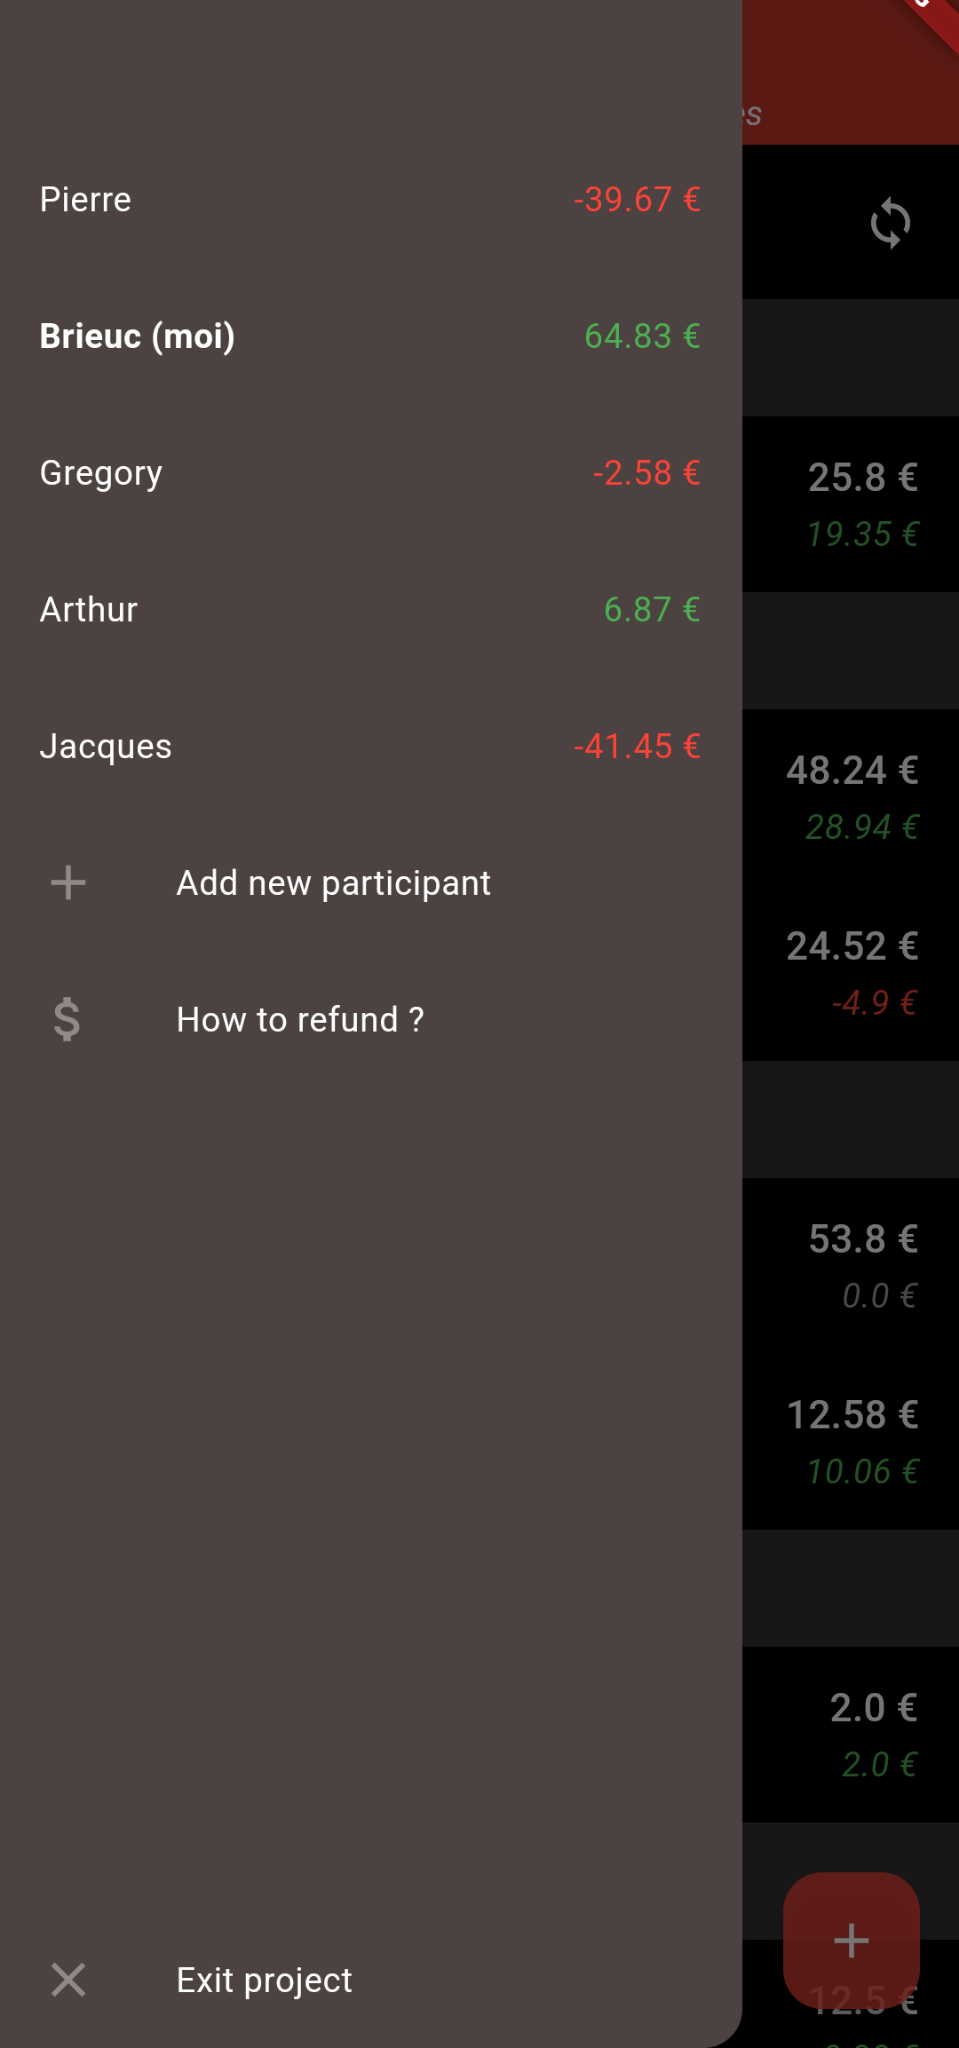 Pierre -39.67 €
Brieuc (moi) 64.83 €
Gregory -2.58 €
Arthur 6.87 €
Jacques -41.45 €
Add new participant
How to refund ?
Exit project
es
25.8 €
19.35 €
48.24 €
28.94 €
24.52 €
-4.9 €
53.8 €
0.0 €
12.58 €
10.06 €
2.0 €
2.0 €
12.5 €